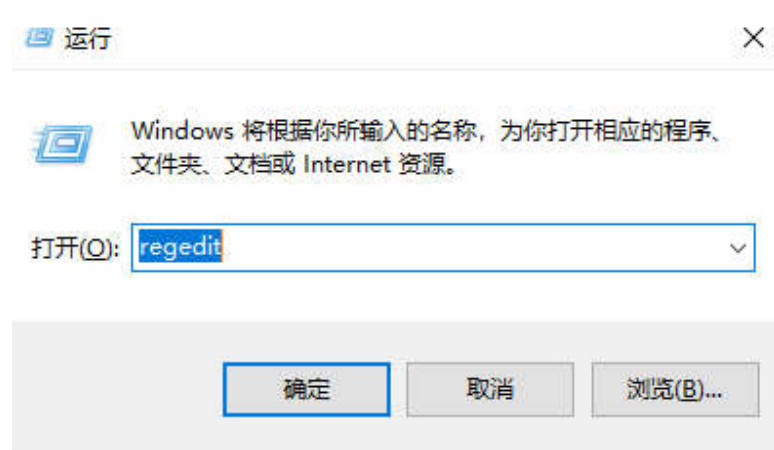 运行
Windows 将根据你所输入的名称，为你打开相应的程序、
文件夹、文档或 Internet 资源。
打开(O): regedit
确定 取消 浏览(B)...